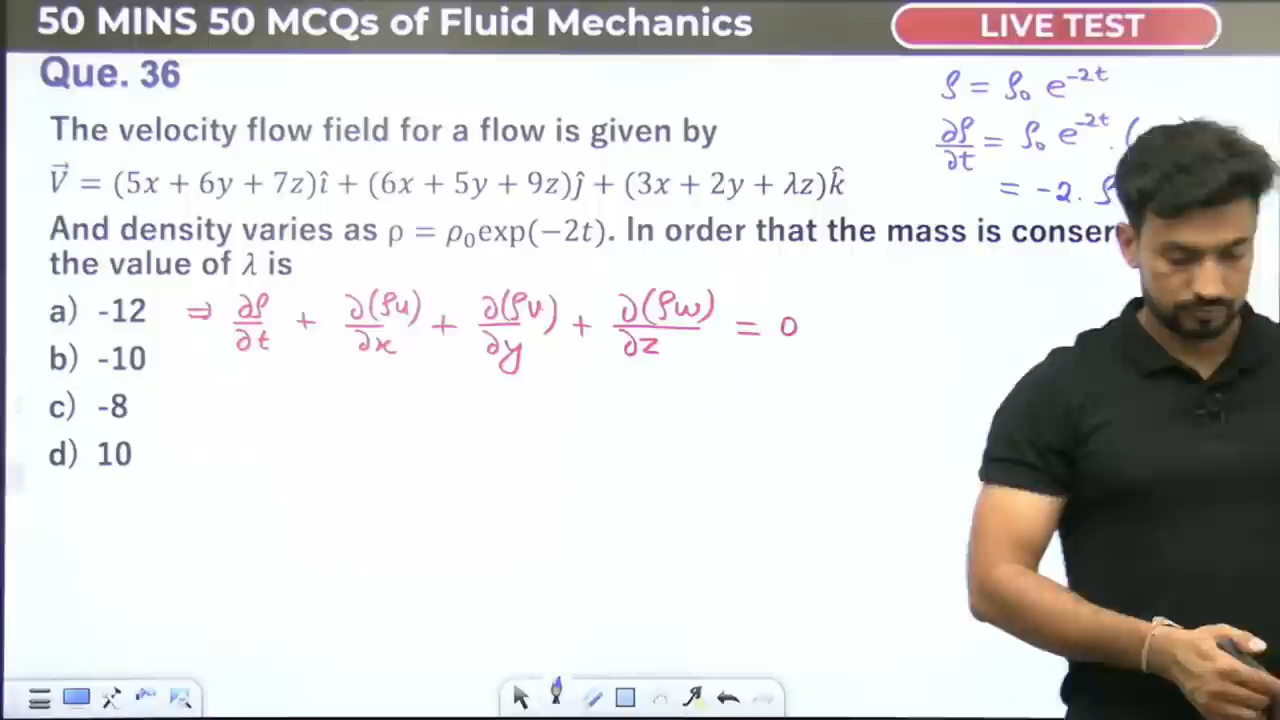 50 MINS 50 MCQs of Fluid Mechanics
LIVE TEST
Que. 36
The velocity flow field for a flow is given by
V⃗ = (5x + 6y + 7z)î + (6x + 5y + 9z)ĵ + (3x + 2y + λz)k̂
And density varies as ρ = ρ₀exp(−2t). In order that the mass is
the value of λ is
a) -12
b) -10
c) -8
d) 10
ρ = ρ₀ e⁻²ᵗ
∂ρ/∂t = ρ₀ e⁻²ᵗ . (
= -2. ρ
⇒ ∂ρ/∂t + ∂(ρu)/∂x + ∂(ρv)/∂y + ∂(ρw)/∂z = 0